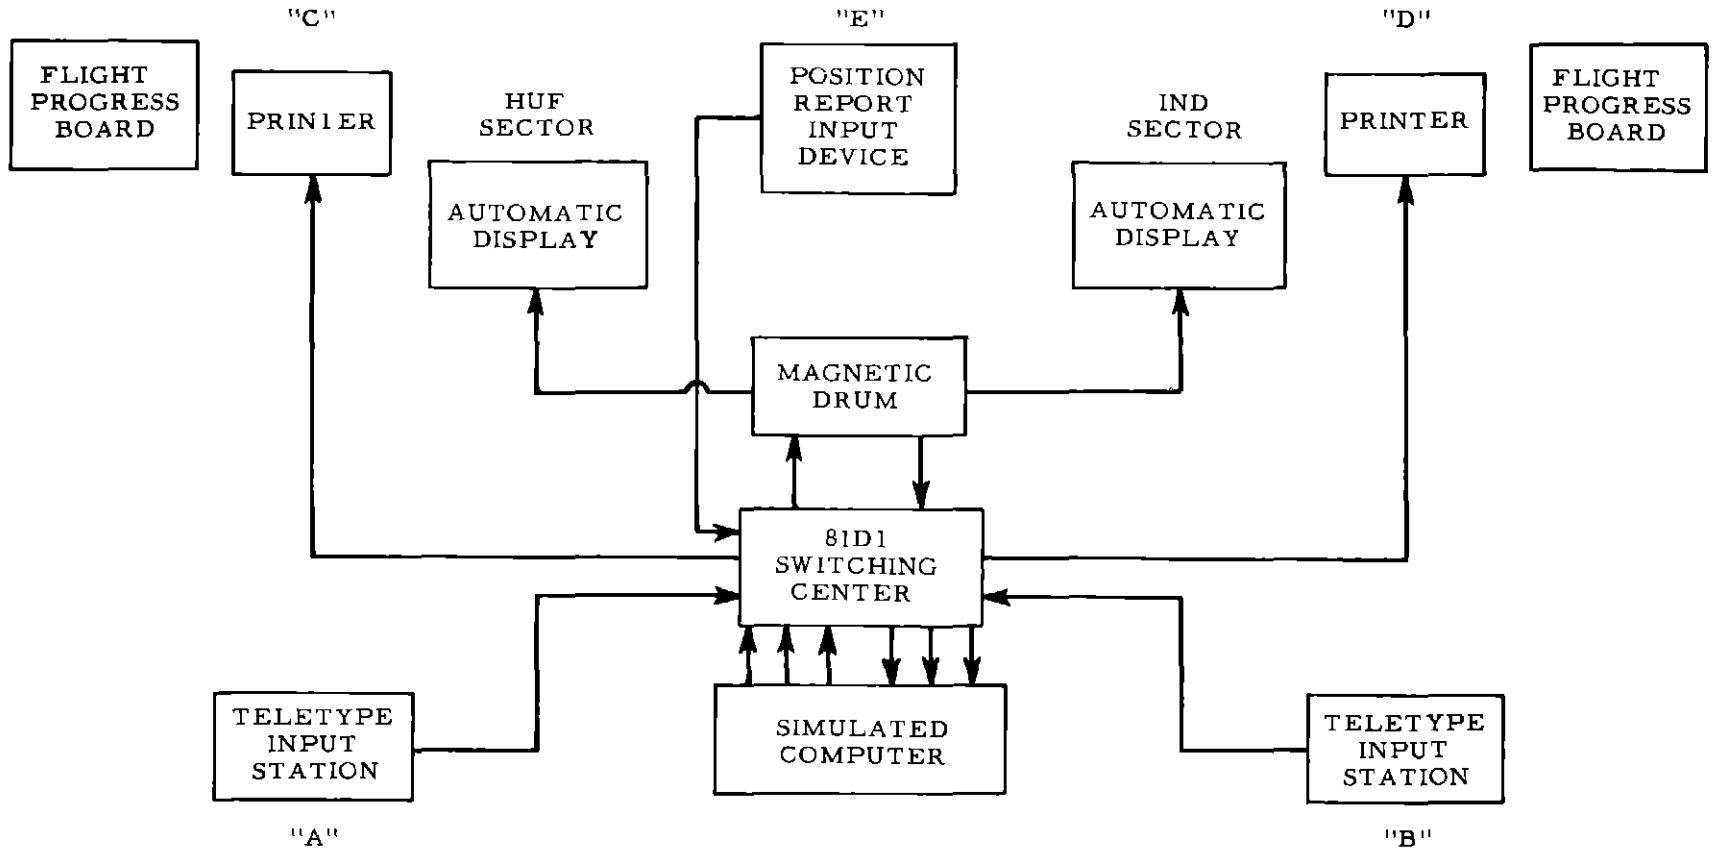 "C"
"E"
"D"
FLIGHT
PROGRESS
BOARD
PRIN1ER
HUF
SECTOR
AUTOMATIC
DISPLAY
POSITION
REPORT
INPUT
DEVICE
IND
SECTOR
AUTOMATIC
DISPLAY
PRINTER
FLIGHT
PROGRESS
BOARD
MAGNETIC
DRUM
81D1
SWITCHING
CENTER
TELETYPE
INPUT
STATION
SIMULATED
COMPUTER
TELETYPE
INPUT
STATION
"A"
"B"